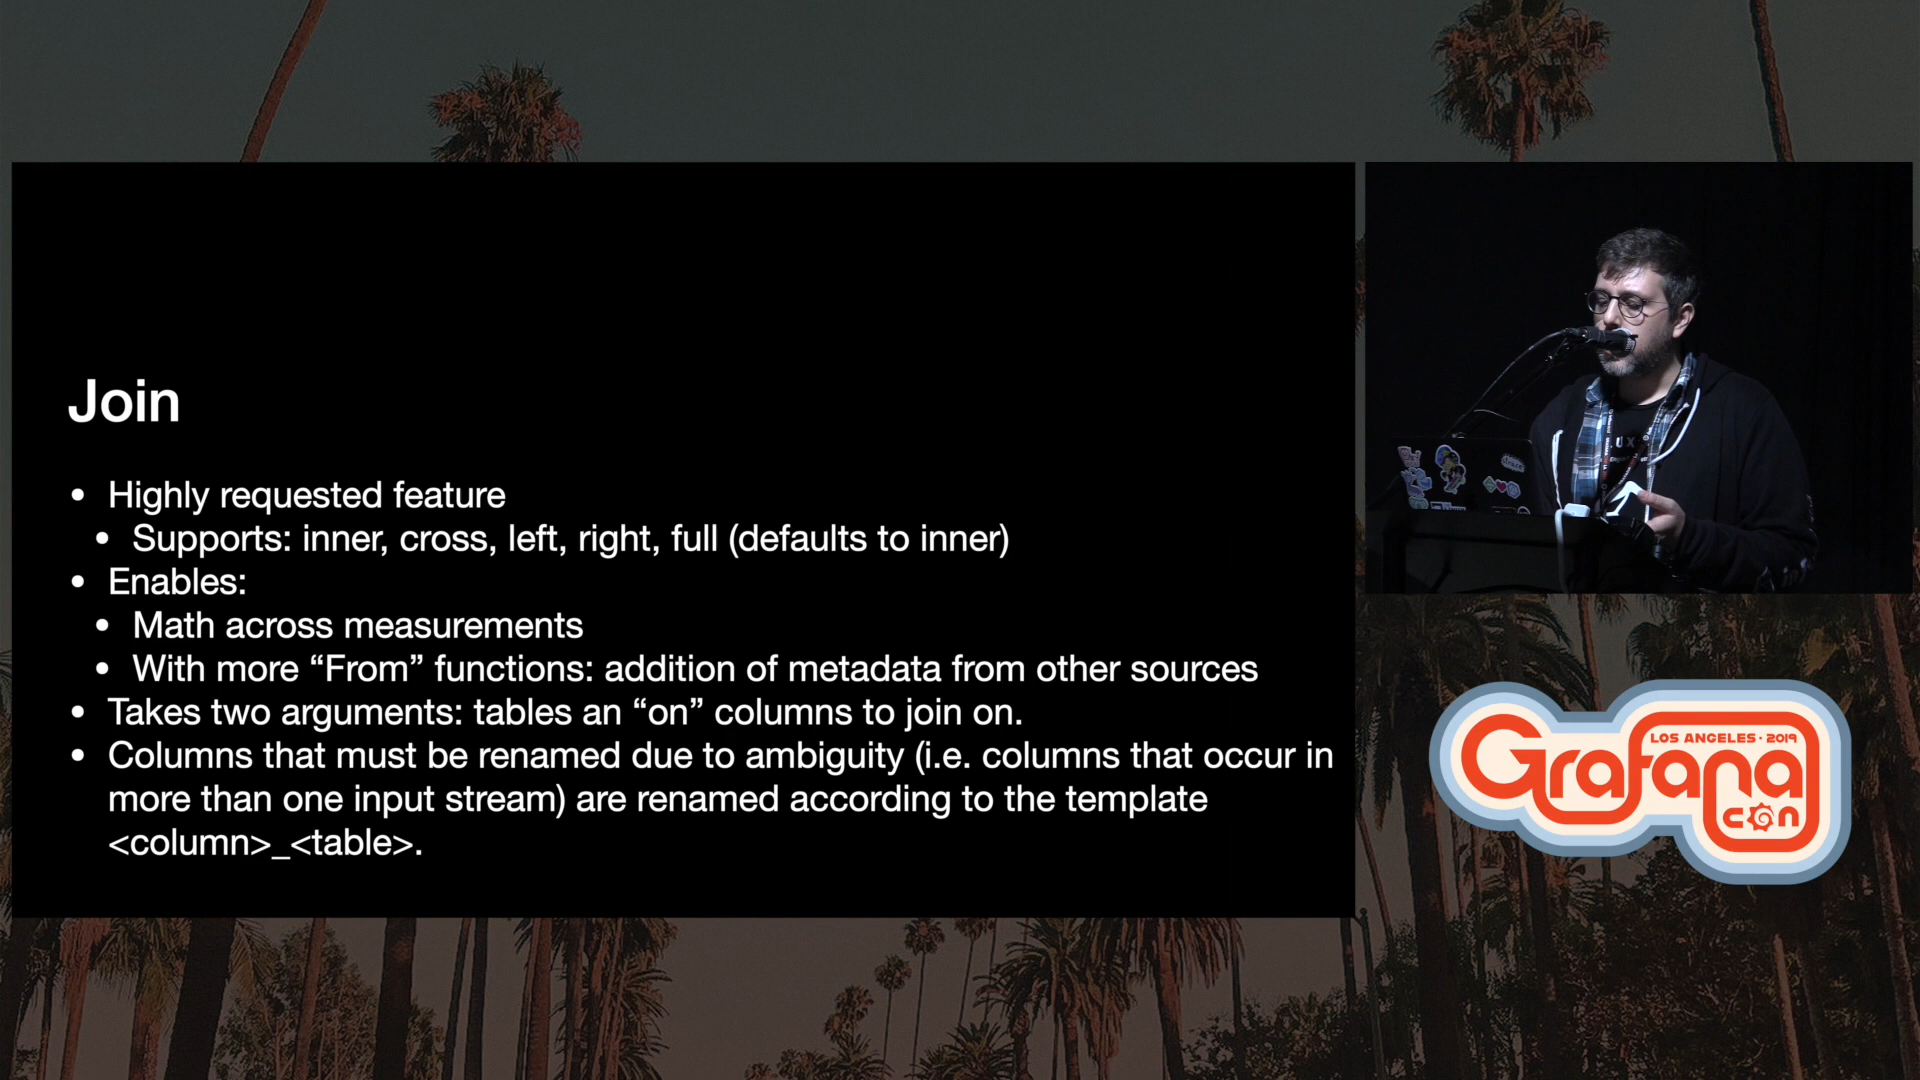 Join
• Highly requested feature
• Supports: inner, cross, left, right, full (defaults to inner)
• Enables:
• Math across measurements
• With more “From” functions: addition of metadata from other sources
• Takes two arguments: tables an “on” columns to join on.
• Columns that must be renamed due to ambiguity (i.e. columns that occur in
more than one input stream) are renamed according to the template
<column>_<table>.
LOS ANGELES · 2019
Grafana
con